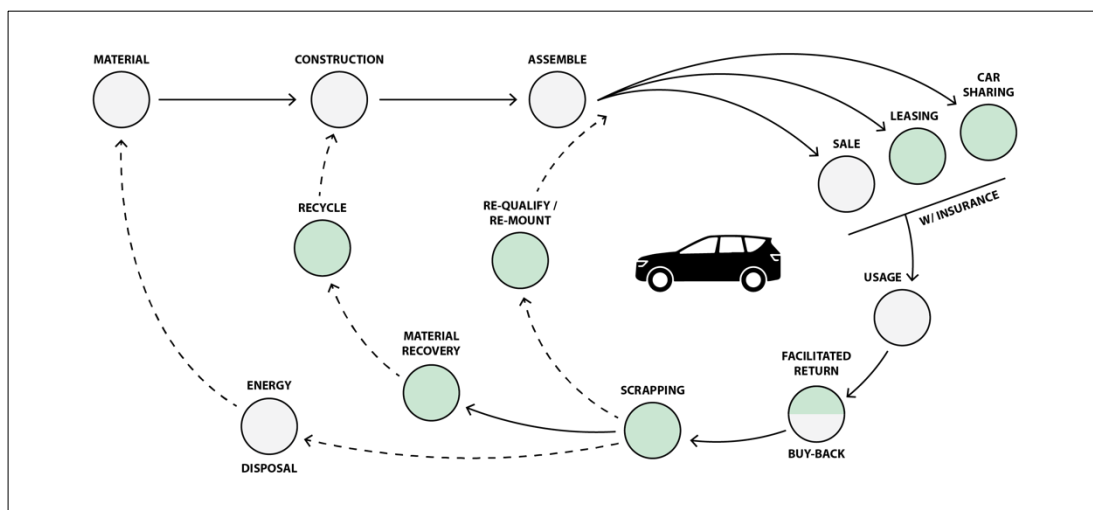 MATERIAL
CONSTRUCTION
ASSEMBLE
CAR
SHARING
LEASING
SALE
W/ INSURANCE
RECYCLE
RE-QUALIFY /
RE-MOUNT
USAGE
MATERIAL
RECOVERY
FACILITATED
RETURN
ENERGY
SCRAPPING
BUY-BACK
DISPOSAL